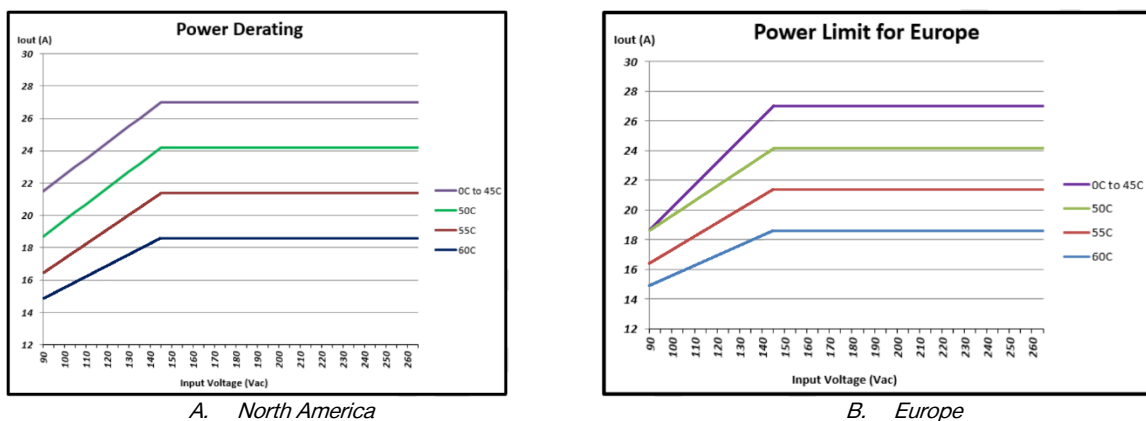 Power Derating
Iout (A)
30
28
26
24
22
20
18
16
14
12
90 100 110 120 130 140 150 160 170 180 190 200 210 220 230 240 250 260
Input Voltage (Vac)
0C to 45C
50C
55C
60C
A. North America
Power Limit for Europe
Iout (A)
30
28
26
24
22
20
18
16
14
12
90 100 110 120 130 140 150 160 170 180 190 200 210 220 230 240 250 260
Input Voltage (Vac)
0C to 45C
50C
55C
60C
B. Europe